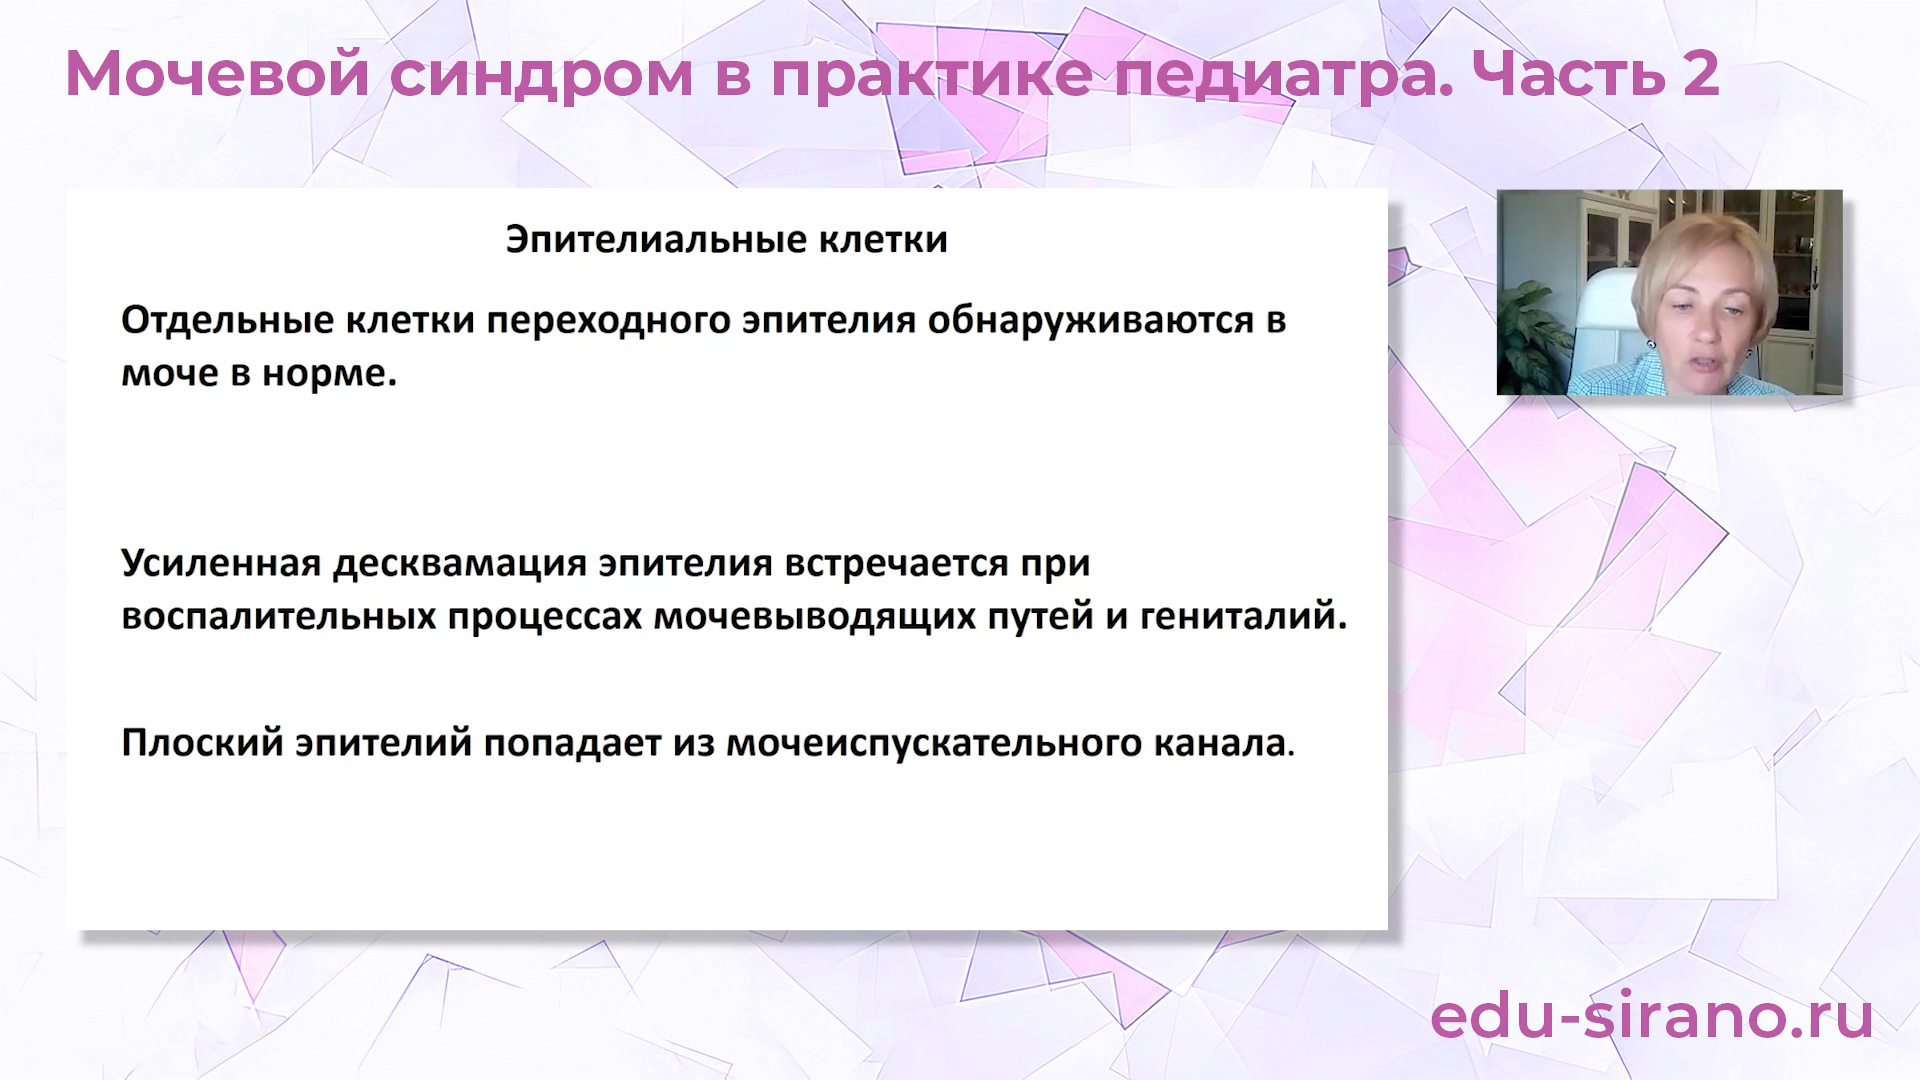 Мочевой синдром в практике педиатра. Часть 2
Эпителиальные клетки
Отдельные клетки переходного эпителия обнаруживаются в
моче в норме.
Усиленная десквамация эпителия встречается при
воспалительных процессах мочевыводящих путей и гениталий.
Плоский эпителий попадает из мочеиспускательного канала.
edu-sirano.ru